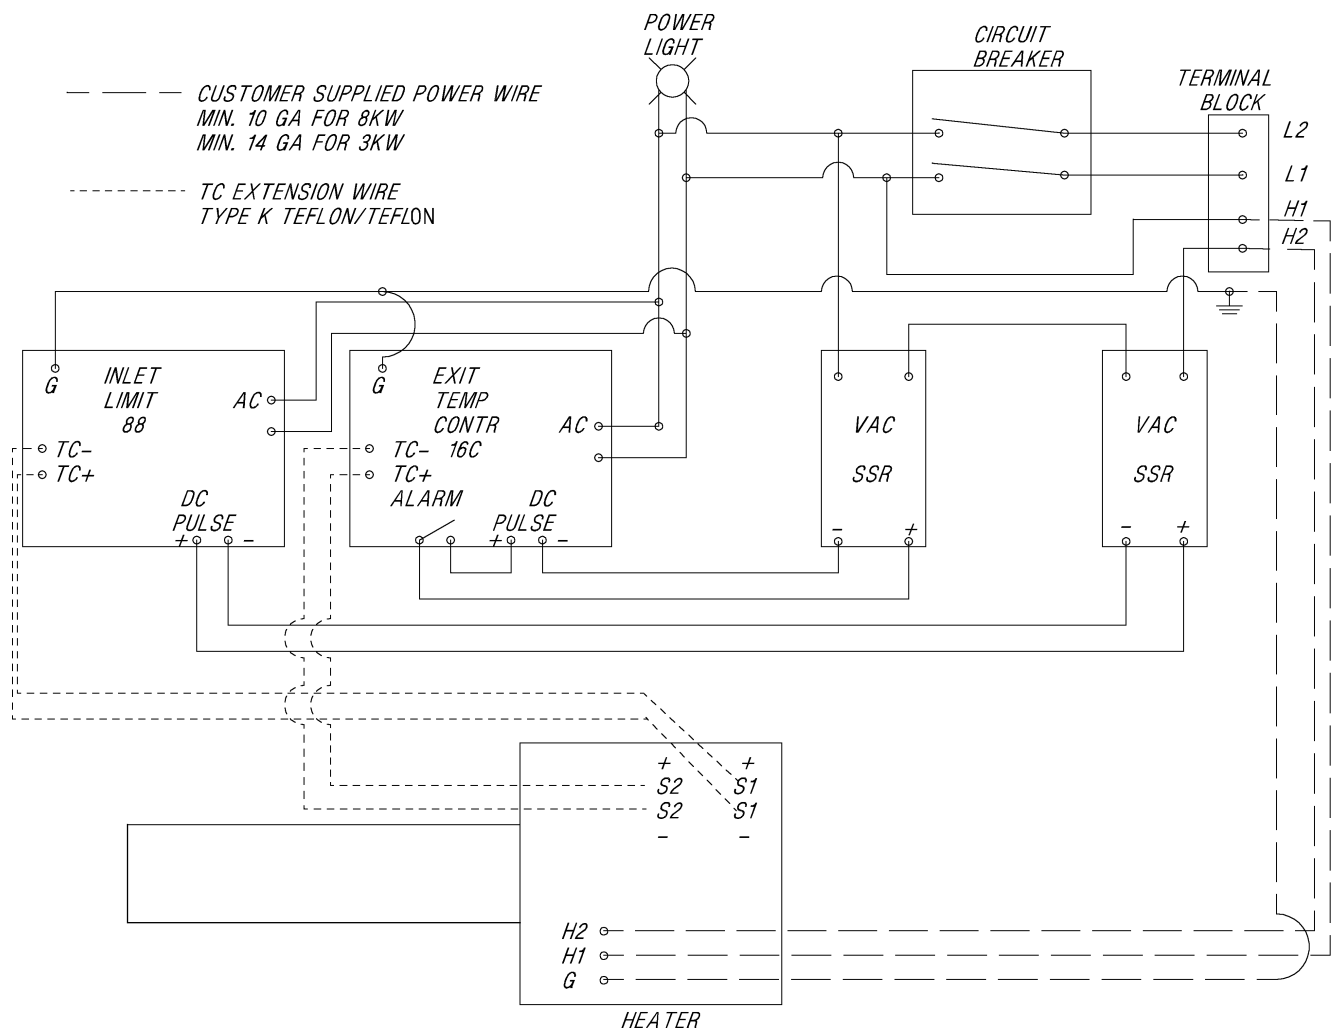 POWER
LIGHT
CIRCUIT
BREAKER
TERMINAL
BLOCK
CUSTOMER SUPPLIED POWER WIRE
MIN. 10 GA FOR 8KW
MIN. 14 GA FOR 3KW
TC EXTENSION WIRE
TYPE K TEFLON/TEFLON
L2
L1
H1
H2
G
INLET
LIMIT
88
AC
TC-
TC+
DC
PULSE
+
-
G
EXIT
TEMP
CONTR
16C
AC
TC-
TC+
ALARM
DC
PULSE
+
-
VAC
SSR
-
+
VAC
SSR
-
+
+
S2
S2
-
+
S1
S1
-
H2
H1
G
HEATER